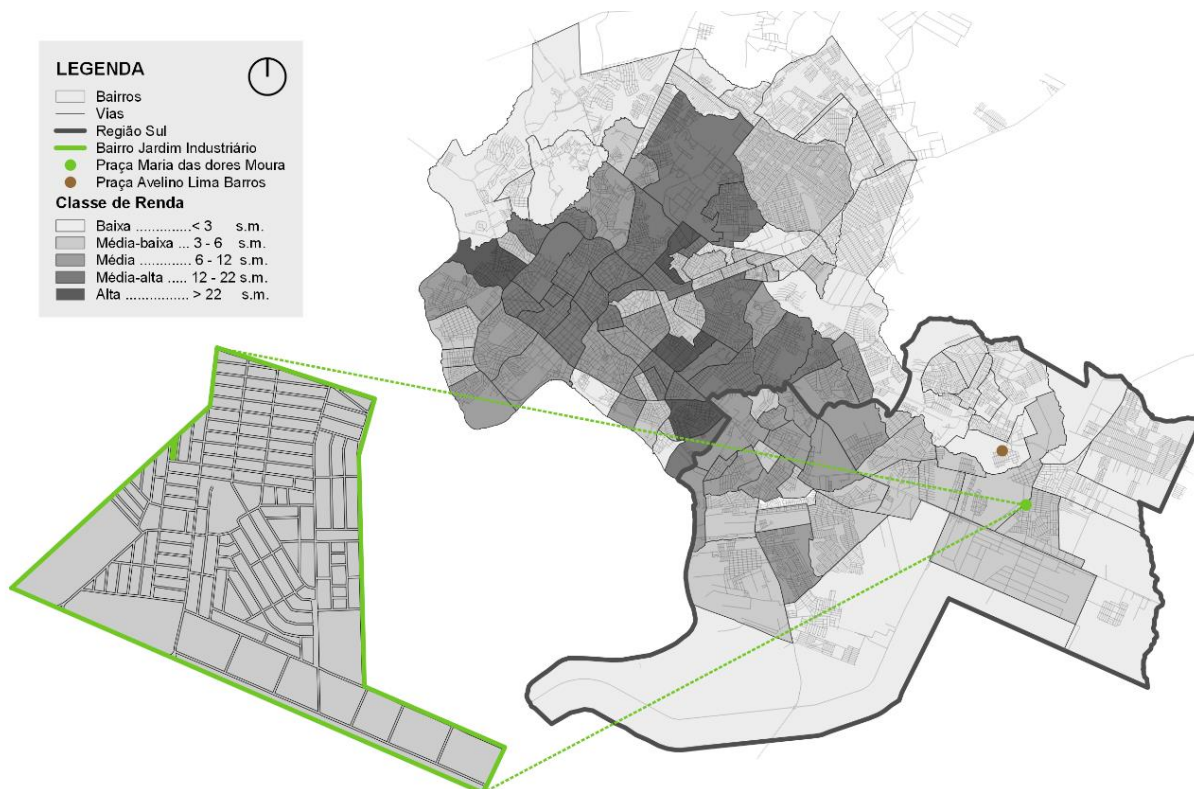 LEGENDA
Bairros
Vias
Região Sul
Bairro Jardim Industriário
Praça Maria das dores Moura
Praça Avelino Lima Barros
Classe de Renda
Baixa ..............< 3 s.m.
Média-baixa ... 3 - 6 s.m.
Média ............... 6 - 12 s.m.
Média-alta ..... 12 - 22 s.m.
Alta ................ > 22 s.m.